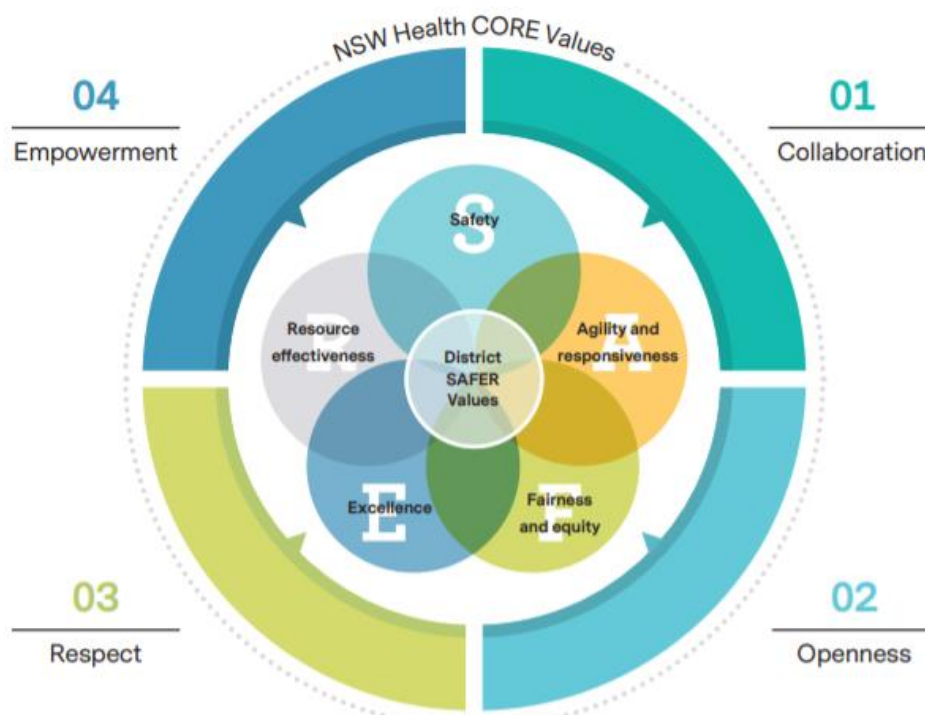 NSW Health CORE Values
04
Empowerment
01
Collaboration
S
Safety
R
Resource
effectiveness
A
Agility and
responsiveness
District
SAFER
Values
E
Excellence
F
Fairness
and equity
03
Respect
02
Openness